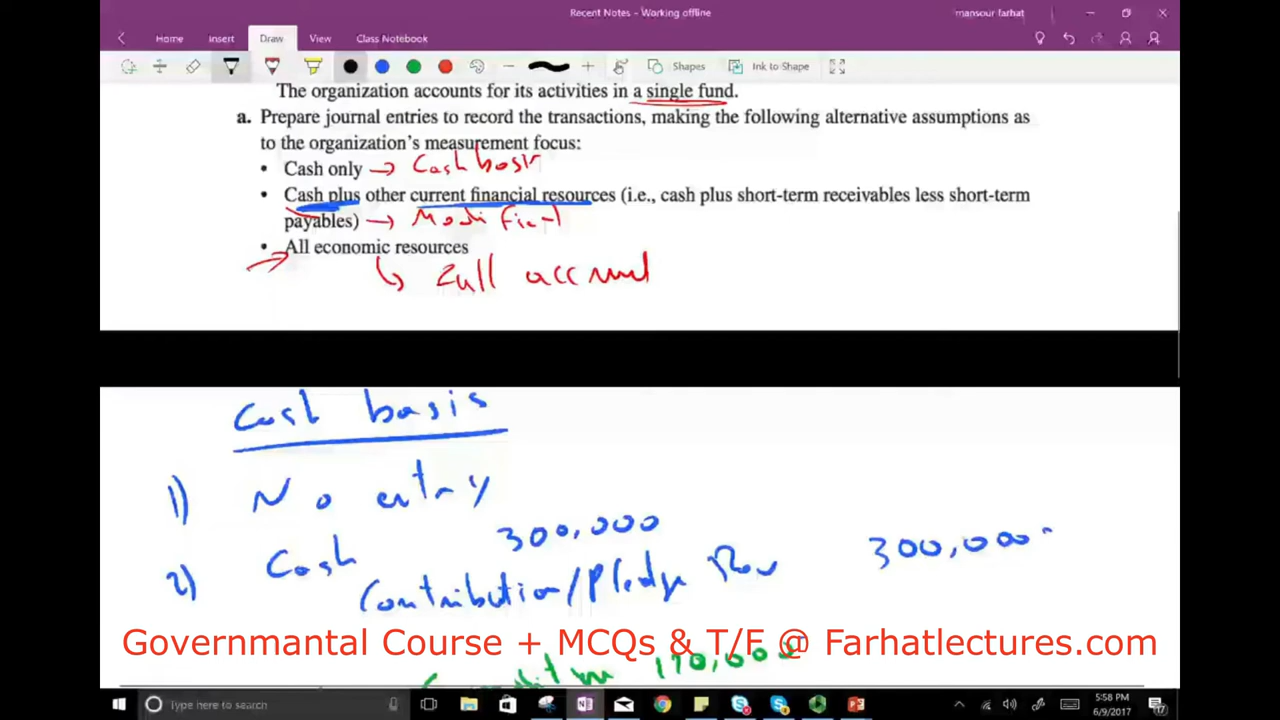 Recent Notes - Working offline
mansour farhat
Home Insert Draw View Class Notebook
Shapes Ink to Shape
The organization accounts for its activities in a single fund.
a. Prepare journal entries to record the transactions, making the following alternative assumptions as
to the organization's measurement focus:
• Cash only → Cash basis
• Cash plus other current financial resources (i.e., cash plus short-term receivables less short-term
payables) → Modified
• All economic resources
Full accrual
Cash basis
1) No entry
2) Cash 300,000
Contribution/Pledge Rev 300,000
Governmantal Course + MCQs & T/F @ Farhatlectures.com
170,000
Type here to search
5:58 PM
6/9/2017
17